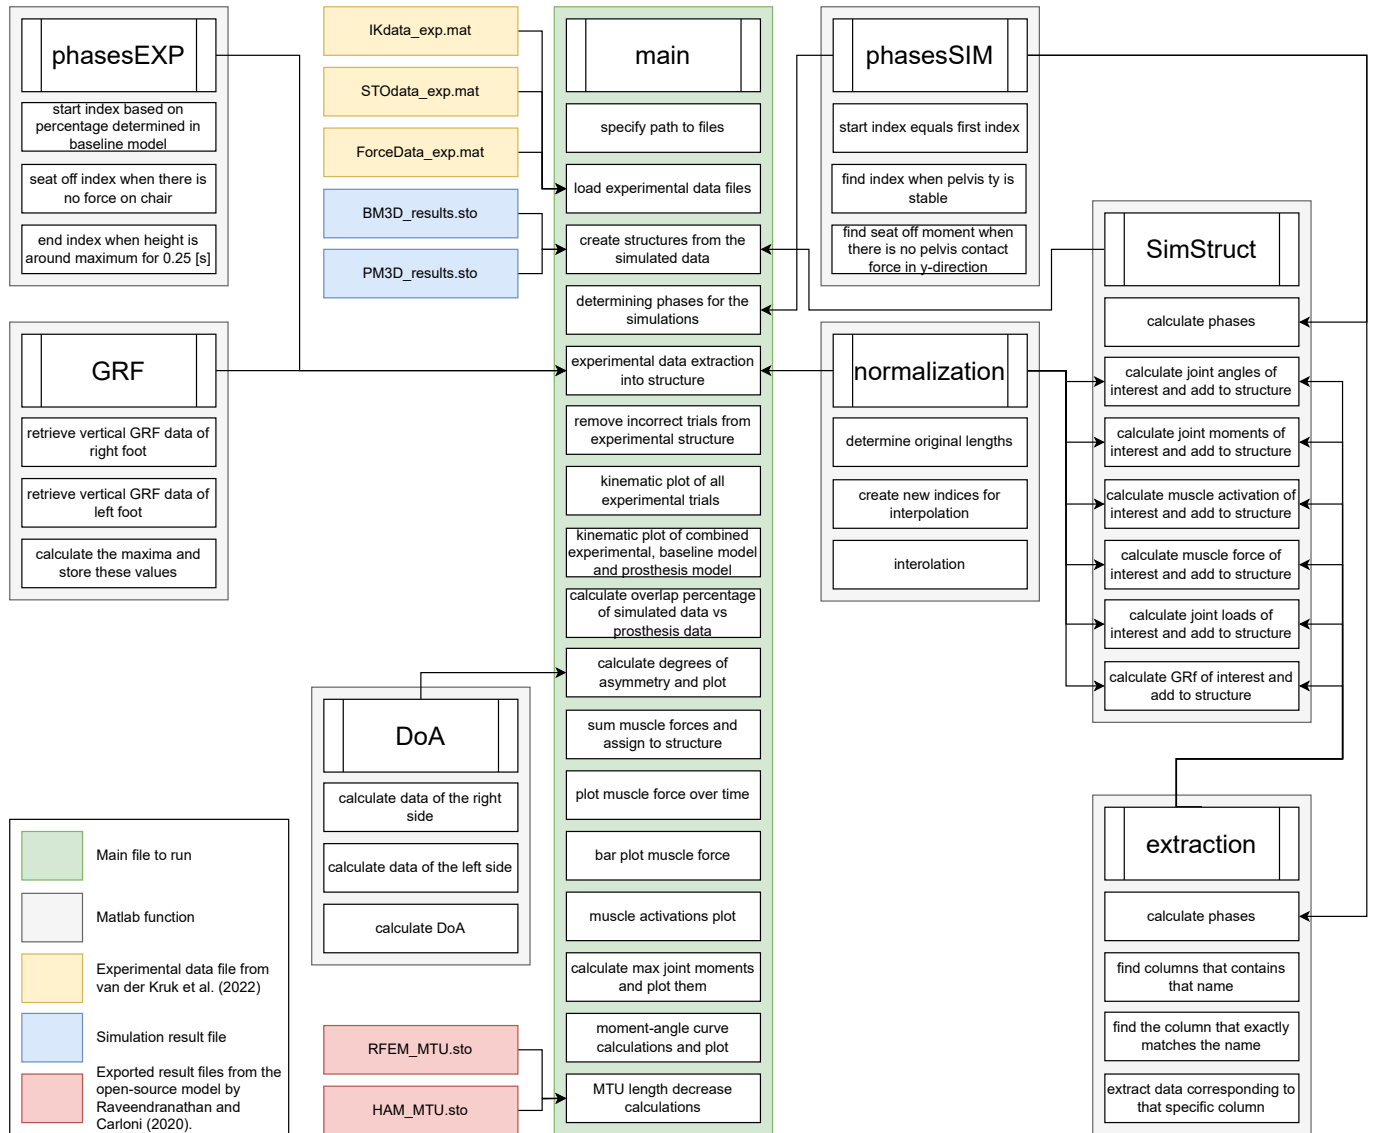 phasesEXP
start index based on
percentage determined in
baseline model
seat off index when there is
no force on chair
end index when height is
around maximum for 0.25 [s]
GRF
retrieve vertical GRF data of
right foot
retrieve vertical GRF data of
left foot
calculate the maxima and
store these values
IKdata_exp.mat
STOdata_exp.mat
ForceData_exp.mat
BM3D_results.sto
PM3D_results.sto
main
specify path to files
load experimental data files
create structures from the
simulated data
determining phases for the
simulations
experimental data extraction
into structure
remove incorrect trials from
experimental structure
kinematic plot of all
experimental trials
kinematic plot of combined
experimental, baseline model
and prosthesis model
calculate overlap percentage
of simulated data vs
prosthesis data
calculate degrees of
asymmetry and plot
sum muscle forces and
assign to structure
plot muscle force over time
bar plot muscle force
muscle activations plot
calculate max joint moments
and plot them
moment-angle curve
calculations and plot
MTU length decrease
calculations
phasesSIM
start index equals first index
find index when pelvis ty is
stable
find seat off moment when
there is no pelvis contact
force in y-direction
normalization
determine original lengths
create new indices for
interpolation
interolation
SimStruct
calculate phases
calculate joint angles of
interest and add to structure
calculate joint moments of
interest and add to structure
calculate muscle activation of
interest and add to structure
calculate muscle force of
interest and add to structure
calculate joint loads of
interest and add to structure
calculate GRf of interest and
add to structure
extraction
calculate phases
find columns that contains
that name
find the column that exactly
matches the name
extract data corresponding to
that specific column
DoA
calculate data of the right
side
calculate data of the left side
calculate DoA
RFEM_MTU.sto
HAM_MTU.sto
Main file to run
Matlab function
Experimental data file from
van der Kruk et al. (2022)
Simulation result file
Exported result files from the
open-source model by
Raveendranathan and
Carloni (2020).